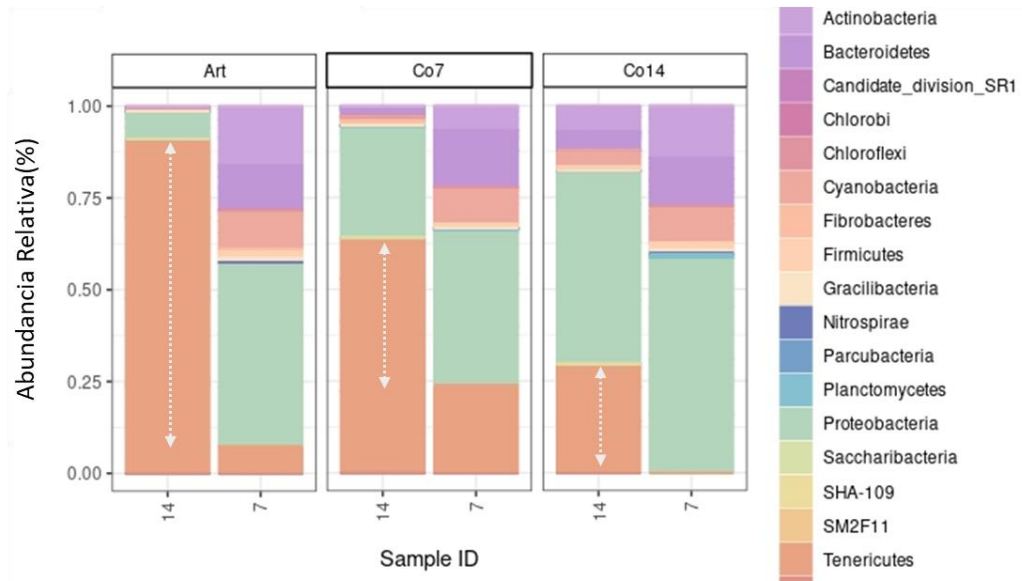 Art
Co7
Co14
Abundancia Relativa(%)
1.00
0.75
0.50
0.25
0.00
14
7
14
7
14
7
Sample ID
Actinobacteria
Bacteroidetes
Candidate_division_SR1
Chlorobi
Chloroflexi
Cyanobacteria
Fibrobacteres
Firmicutes
Gracilibacteria
Nitrospirae
Parcubacteria
Planctomycetes
Proteobacteria
Saccharibacteria
SHA-109
SM2F11
Tenericutes